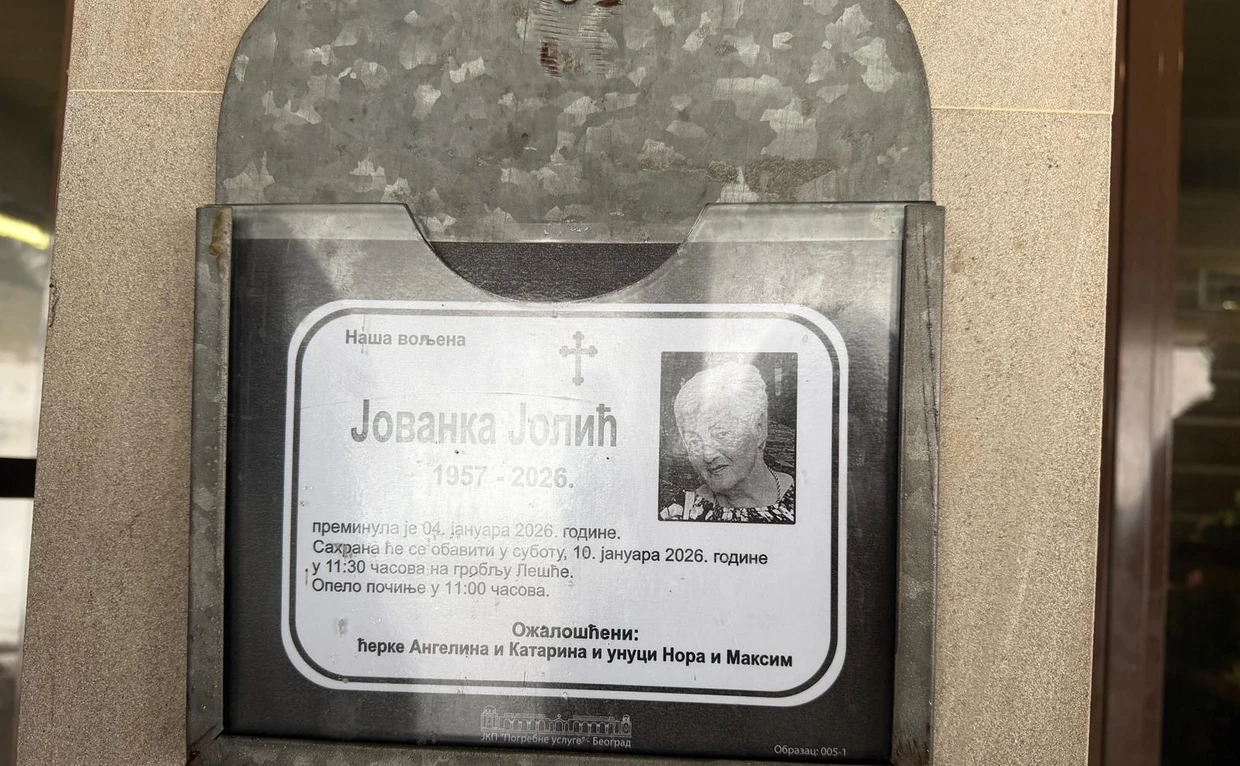 Наша вољена
Јованка Јолић
1957 - 2026.
преминула је 04. јануара 2026. године.
Сахрана ће се обавити у суботу, 10. јануара 2026. године
у 11:30 часова на гробљу Лешће.
Опело почиње у 11:00 часова.
Ожалошћени:
ћерке Ангелина и Катарина и унуци Нора и Максим
ЈКП "Погребне услуге" - Београд
Образац: 005-1